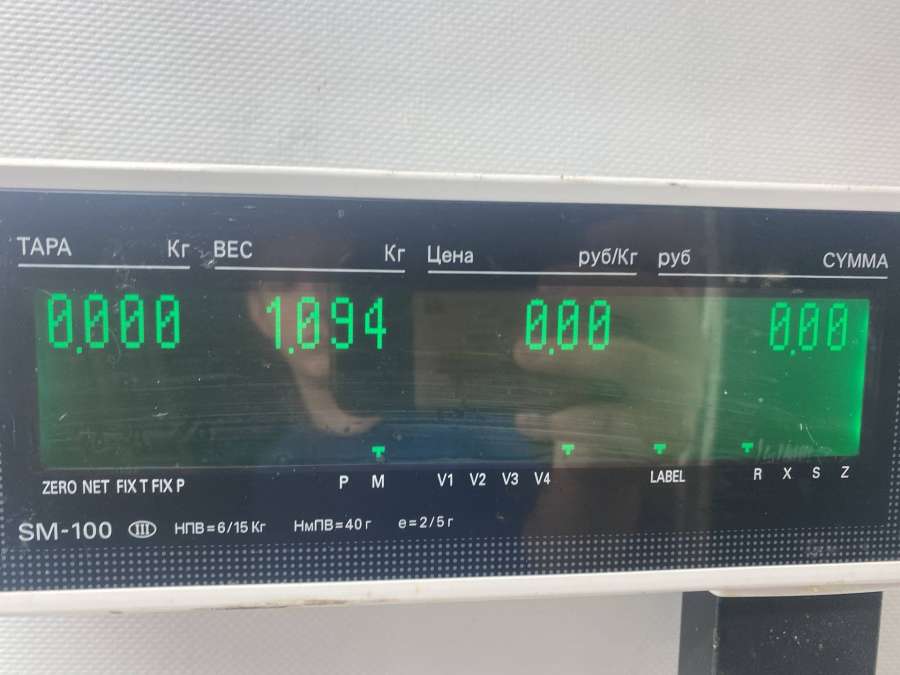 ТАРА Кг ВЕС Кг Цена руб/Кг руб СУММА
0.000 1.094 0.00 0.00
ZERO NET FIX T FIX P P M V1 V2 V3 V4 LABEL R X S Z
SM-100 III НПВ=6/15 Кг НмПВ=40 г e=2/5 г